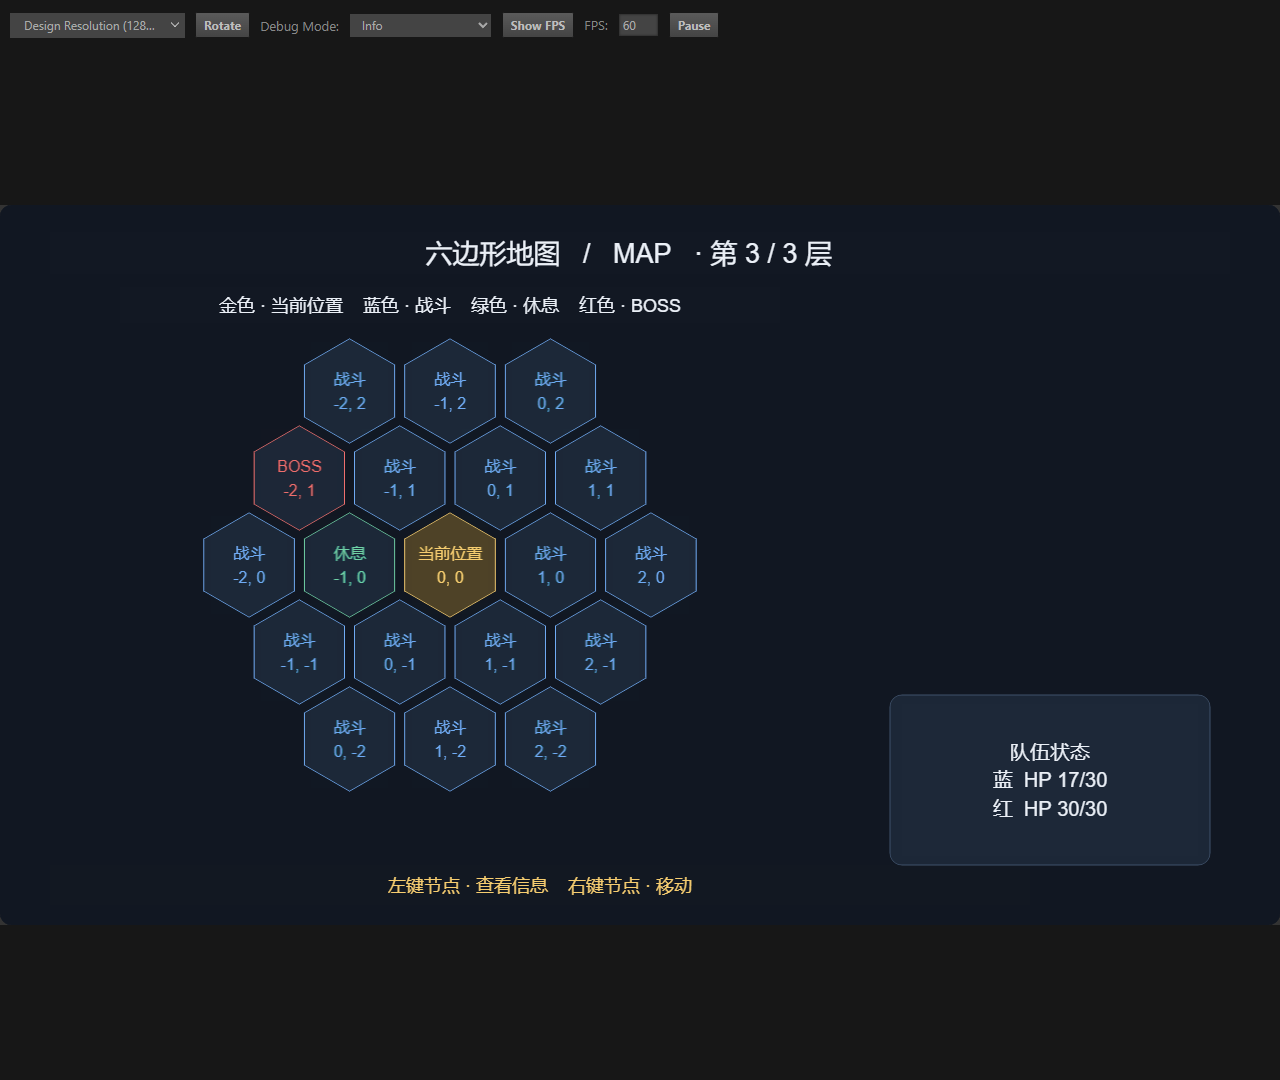 Design Resolution (128... Rotate Debug Mode: Info Show FPS FPS: 60 Pause
六边形地图 / MAP · 第 3 / 3 层
金色 · 当前位置 蓝色 · 战斗 绿色 · 休息 红色 · BOSS
战斗 战斗 战斗
-2, 2 -1, 2 0, 2
BOSS 战斗 战斗 战斗
-2, 1 -1, 1 0, 1 1, 1
战斗 休息 当前位置 战斗 战斗
-2, 0 -1, 0 0, 0 1, 0 2, 0
战斗 战斗 战斗 战斗
-1, -1 0, -1 1, -1 2, -1
战斗 战斗 战斗
0, -2 1, -2 2, -2
队伍状态
蓝 HP 17/30
红 HP 30/30
左键节点 · 查看信息 右键节点 · 移动